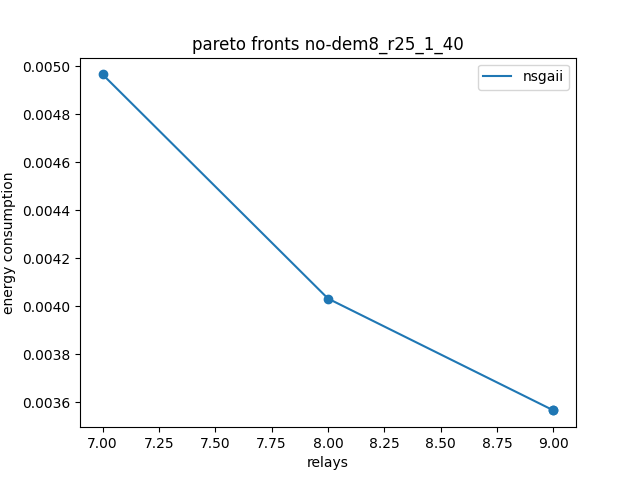 pareto fronts no-dem8_r25_1_40
nsgaii
energy consumption
0.0050
0.0048
0.0046
0.0044
0.0042
0.0040
0.0038
0.0036
7.00 7.25 7.50 7.75 8.00 8.25 8.50 8.75 9.00
relays